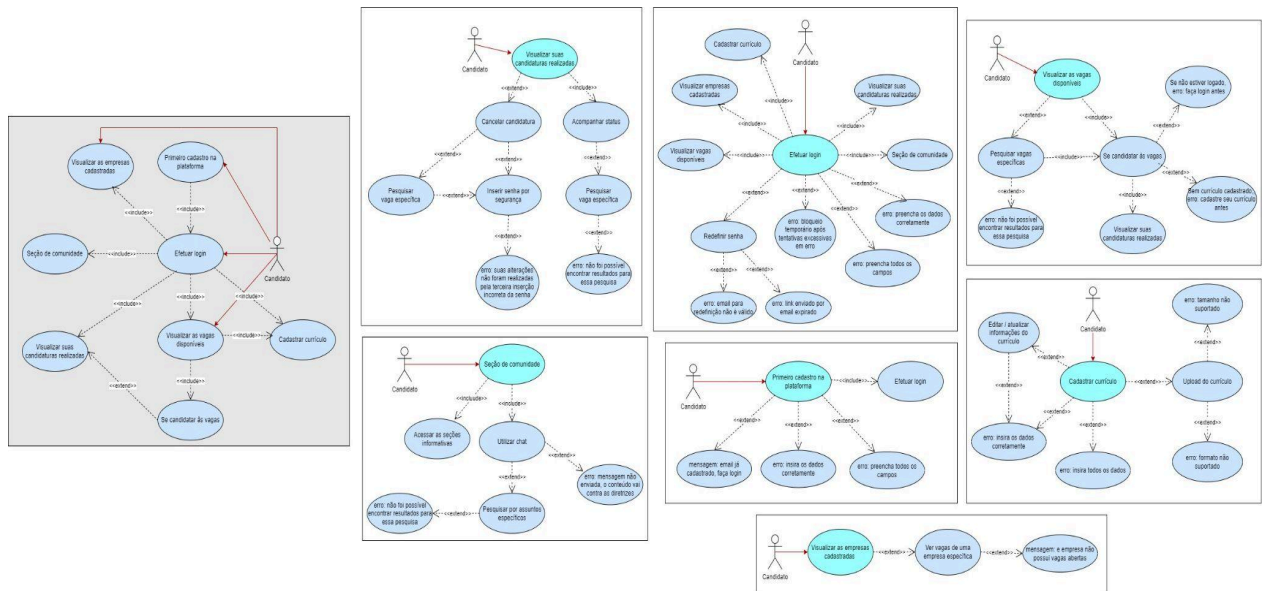 Visualizar as empresas
cadastradas
Primeiro cadastro na
plataforma
<<include>>
<<include>>
Seção de comunidade
<<include>>
Efetuar login
Candidato
<<include>>
<<include>>
<<include>>
<<include>>
Visualizar suas
candidaturas realizadas
Visualizar as vagas
disponíveis
<<include>>
Cadastrar currículo
<<extend>>
<<include>>
Se candidatar às vagas
Candidato
Visualizar suas
candidaturas realizadas
<<extend>>
<<include>>
Cancelar candidatura
Acompanhar status
<<extend>>
<<extend>>
<<extend>>
Pesquisar
vaga específica
<<extend>>
Inserir senha por
segurança
Pesquisar
vaga específica
<<extend>>
<<extend>>
erro: suas alterações
não foram realizadas
pela terceira inserção
incorreta da senha
erro: não foi possível
encontrar resultados para
essa pesquisa
Candidato
Seção de comunidade
<<include>>
<<include>>
Acessar as seções
informativas
Utilizar chat
<<extend>>
<<extend>>
erro: mensagem não
enviada, o conteúdo vai
contra as diretrizes
erro: não foi possível
encontrar resultados para
essa pesquisa
<<extend>>
Pesquisar por assuntos
específicos
Cadastrar currículo
Candidato
Visualizar empresas
cadastradas
<<include>>
Visualizar suas
candidaturas realizadas
<<include>>
<<include>>
Visualizar vagas
disponíveis
<<include>>
Efetuar login
<<include>>
Seção de comunidade
<<extend>>
<<extend>>
<<extend>>
<<extend>>
Redefinir senha
erro: bloqueio
temporário após
tentativas excessivas
em erro
erro: preencha os dados
corretamente
erro: preencha todos os
campos
<<extend>>
<<extend>>
erro: email para
redefinição não é válido
erro: link enviado por
email expirado
Candidato
Primeiro cadastro na
plataforma
<<include>>
Efetuar login
<<extend>>
<<extend>>
<<extend>>
mensagem: email já
cadastrado, faça login
erro: insira os dados
corretamente
erro: preencha todos os
campos
Candidato
Visualizar as empresas
cadastradas
<<extend>>
Ver vagas de uma
empresa específica
<<extend>>
mensagem: e empresa não
possui vagas abertas
Candidato
Visualizar as vagas
disponíveis
Se não estiver logado,
erro: faça login antes
<<extend>>
<<include>>
<<extend>>
Pesquisar vagas
específicas
<<include>>
Se candidatar às vagas
<<extend>>
<<extend>>
<<include>>
Sem currículo cadastrado,
erro: cadastre seu currículo
antes
erro: não foi possível
encontrar resultados para
essa pesquisa
Visualizar suas
candidaturas realizadas
Candidato
erro: tamanho não
suportado
Editar / atualizar
informações do
currículo
<<extend>>
<<extend>>
<<extend>>
Cadastrar currículo
<<extend>>
Upload do currículo
<<extend>>
<<extend>>
<<extend>>
erro: insira os dados
corretamente
erro: insira todos os dados
erro: formato não
suportado